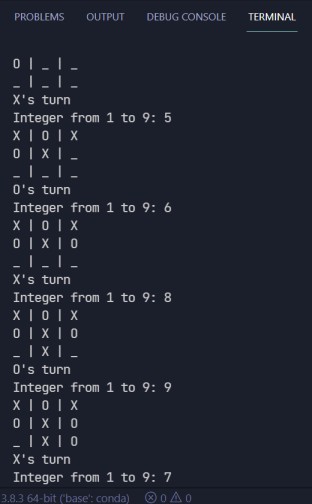 PROBLEMS OUTPUT DEBUG CONSOLE TERMINAL
O | _ | _
_ | _ | _
X's turn
Integer from 1 to 9: 5
X | O | X
O | X | _
_ | _ | _
O's turn
Integer from 1 to 9: 6
X | O | X
O | X | O
_ | _ | _
X's turn
Integer from 1 to 9: 8
X | O | X
O | X | O
_ | X | _
O's turn
Integer from 1 to 9: 9
X | O | X
O | X | O
_ | X | O
X's turn
Integer from 1 to 9: 7
3.8.3 64-bit ('base': conda) 0 0